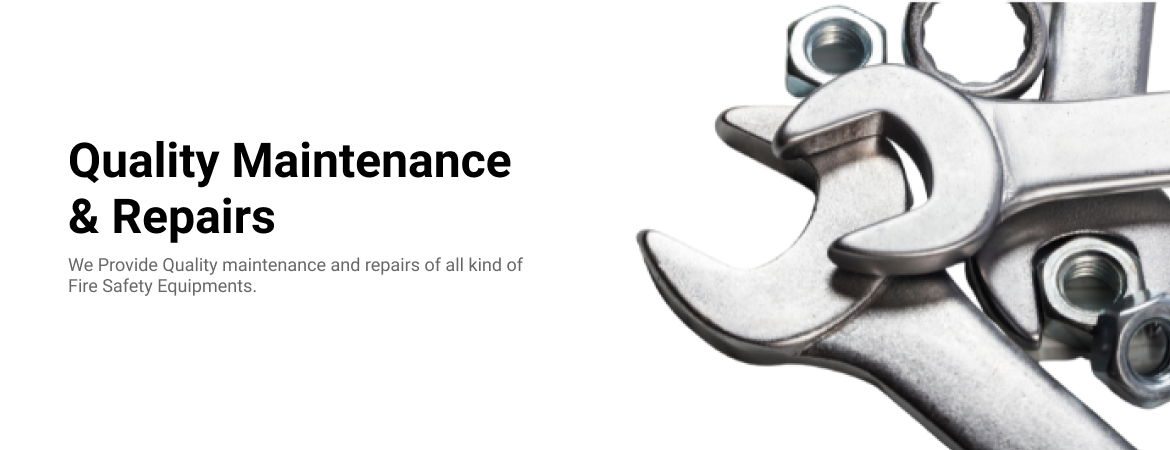 Quality Maintenance
& Repairs
We Provide Quality maintenance and repairs of all kind of
Fire Safety Equipments.